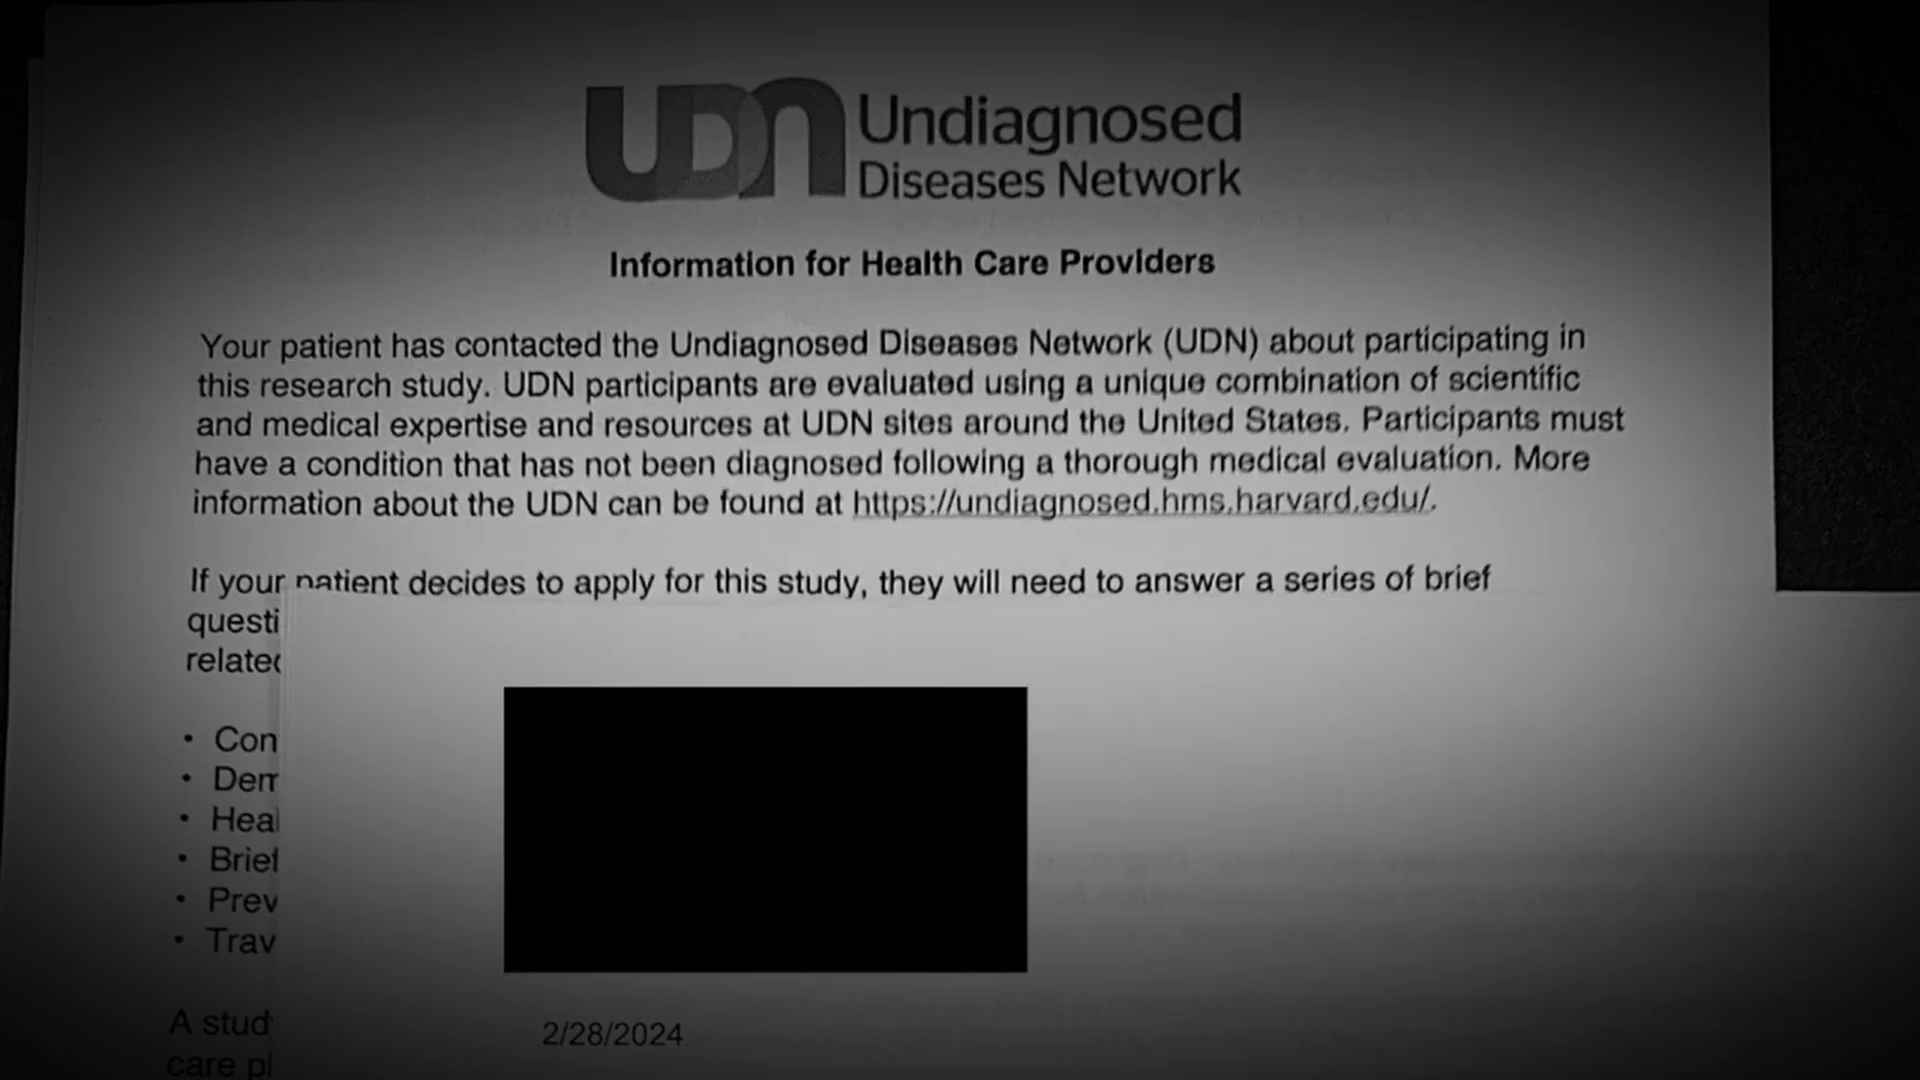 UDN Undiagnosed
Diseases Network
Information for Health Care Providers
Your patient has contacted the Undiagnosed Diseases Network (UDN) about participating in
this research study. UDN participants are evaluated using a unique combination of scientific
and medical expertise and resources at UDN sites around the United States. Participants must
have a condition that has not been diagnosed following a thorough medical evaluation. More
information about the UDN can be found at https://undiagnosed.hms.harvard.edu/.
If your patient decides to apply for this study, they will need to answer a series of brief
questi
related
• Con
• Dem
• Heal
• Brief
• Prev
• Trav
A stud
care pl
2/28/2024